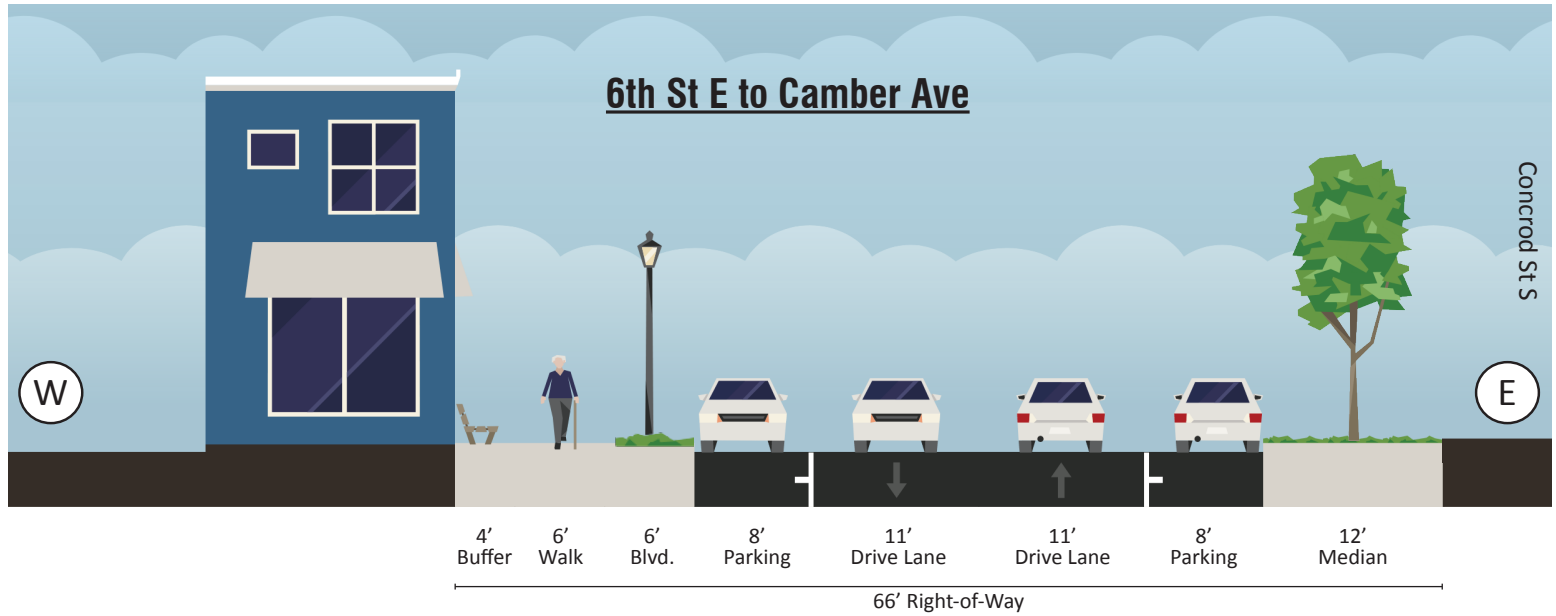 6th St E to Camber Ave
Concrod St S
W
E
4’ 6’ 6’ 8’ 11’ 11’ 8’ 12’
Buffer Walk Blvd. Parking Drive Lane Drive Lane Parking Median
66’ Right-of-Way